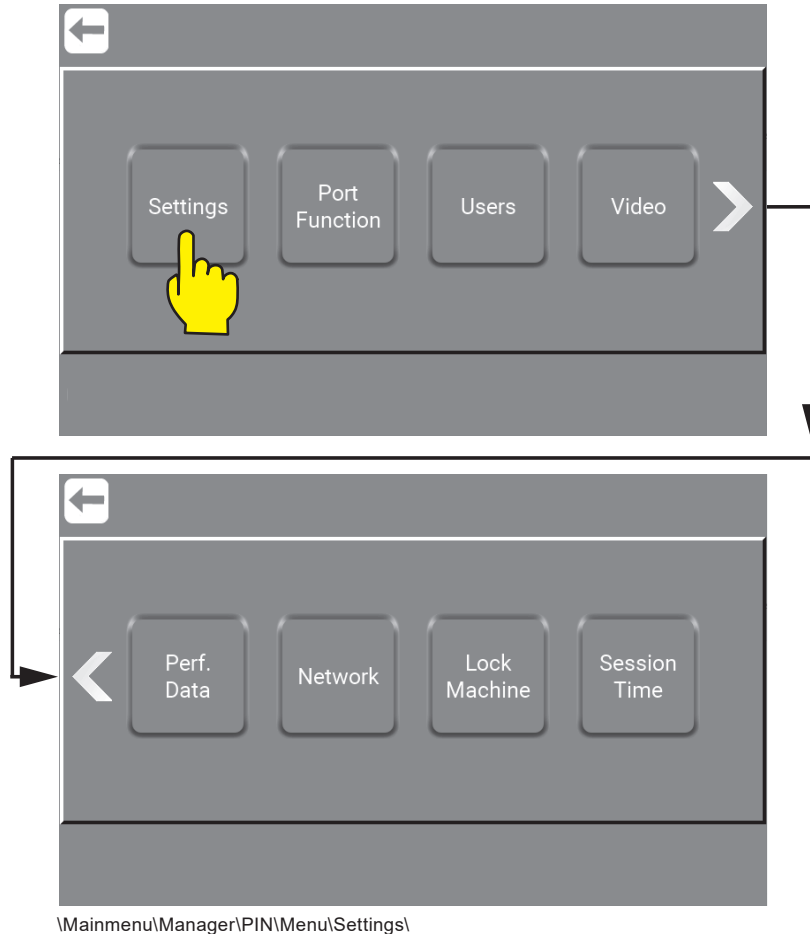 Settings
Port
Function
Users
Video
Perf.
Data
Network
Lock
Machine
Session
Time
\Mainmenu\Manager\PIN\Menu\Settings\